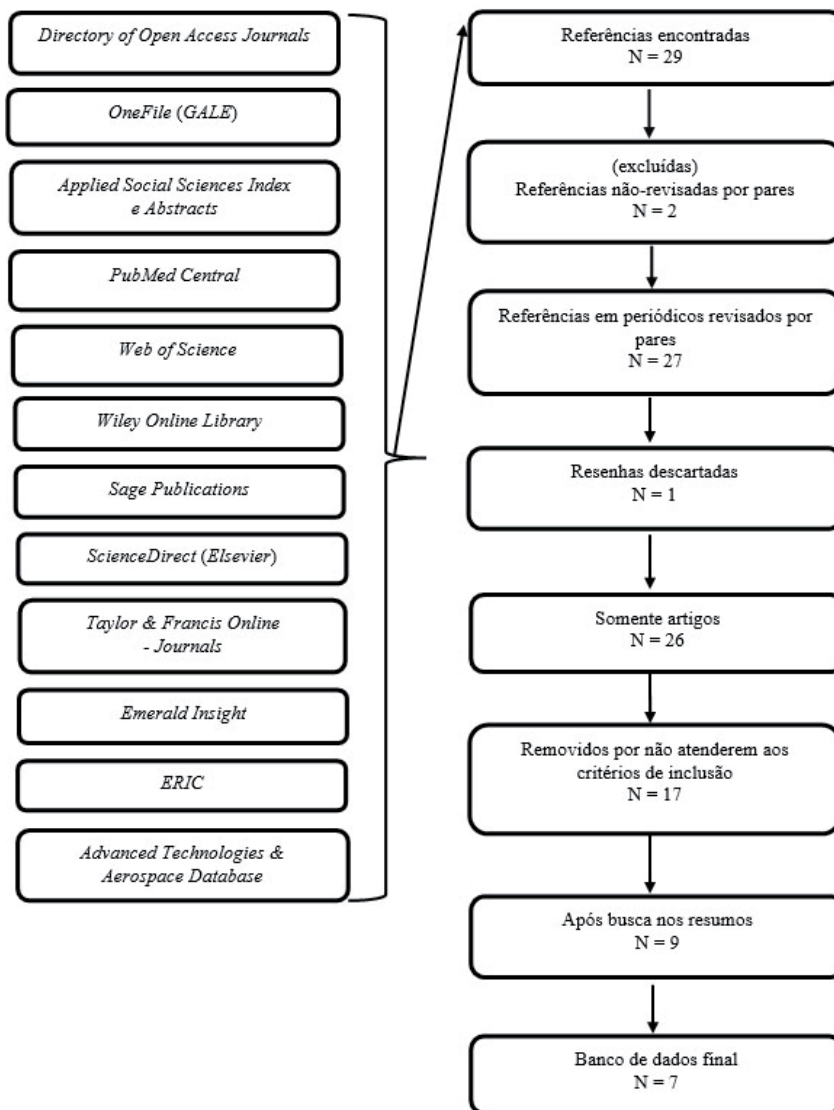 Directory of Open Access Journals
OneFile (GALE)
Applied Social Sciences Index
e Abstracts
PubMed Central
Web of Science
Wiley Online Library
Sage Publications
ScienceDirect (Elsevier)
Taylor & Francis Online
- Journals
Emerald Insight
ERIC
Advanced Technologies &
Aerospace Database
Referências encontradas
N = 29
(excluídas)
Referências não-revisadas por pares
N = 2
Referências em periódicos revisados por
pares
N = 27
Resenhas descartadas
N = 1
Somente artigos
N = 26
Removidos por não atenderem aos
critérios de inclusão
N = 17
Após busca nos resumos
N = 9
Banco de dados final
N = 7